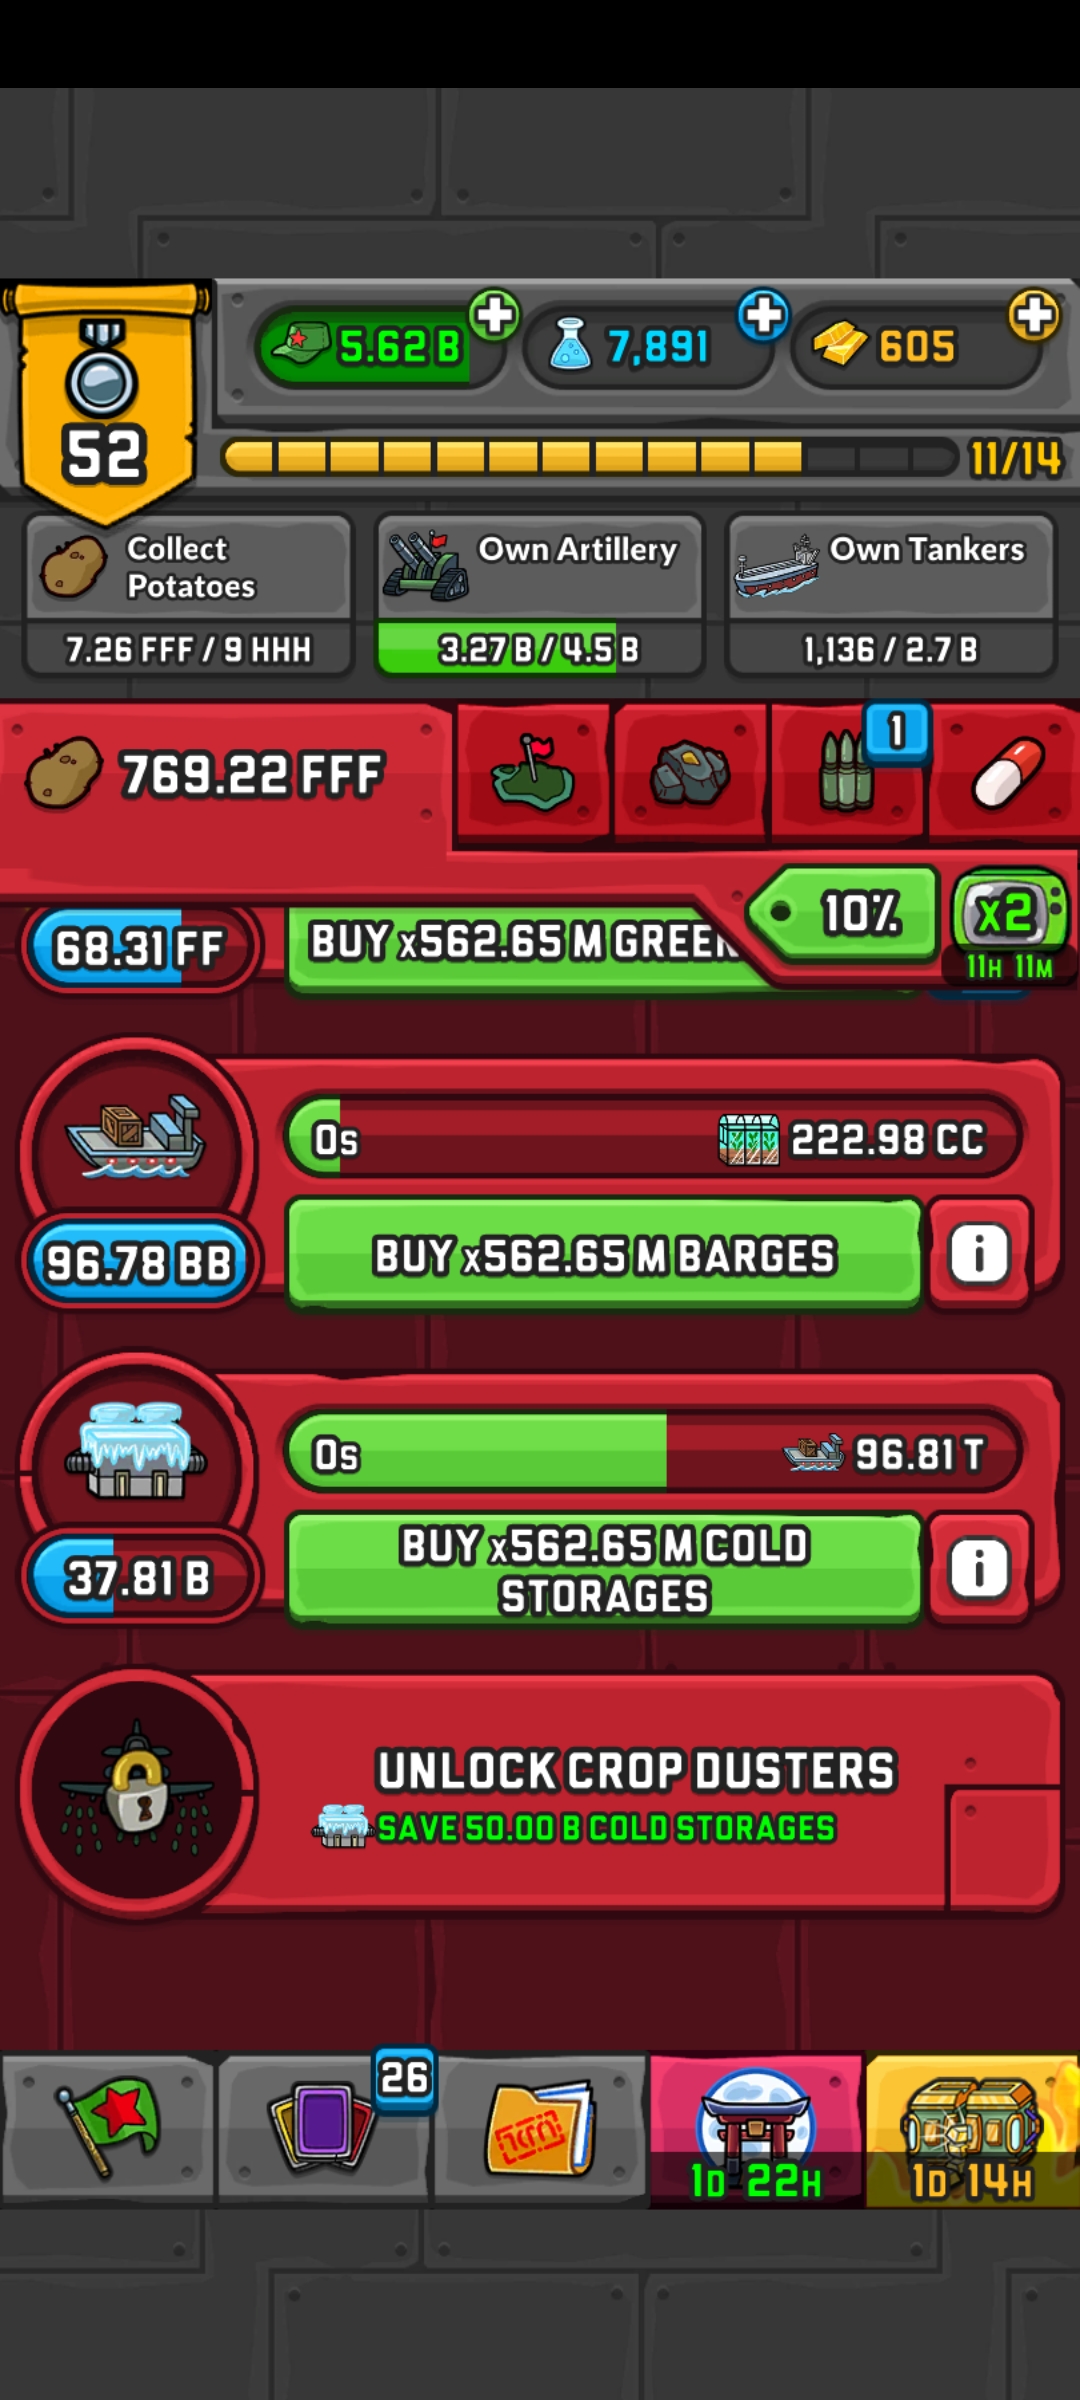 5.62 B
7,891
605
52
11/14
Collect
Potatoes
7.26 FFF / 9 HHH
Own Artillery
3.27 B / 4.5 B
Own Tankers
1,136 / 2.7 B
769.22 FFF
1
10%
x2
11H 11M
68.31 FF
BUY x562.65 M
0s
222.98 CC
96.78 BB
BUY x562.65 M BARGES
i
0s
96.81 T
37.81 B
BUY x562.65 M COLD
STORAGES
i
UNLOCK CROP DUSTERS
SAVE 50.00 B COLD STORAGES
26
1D 22H
1D 14H